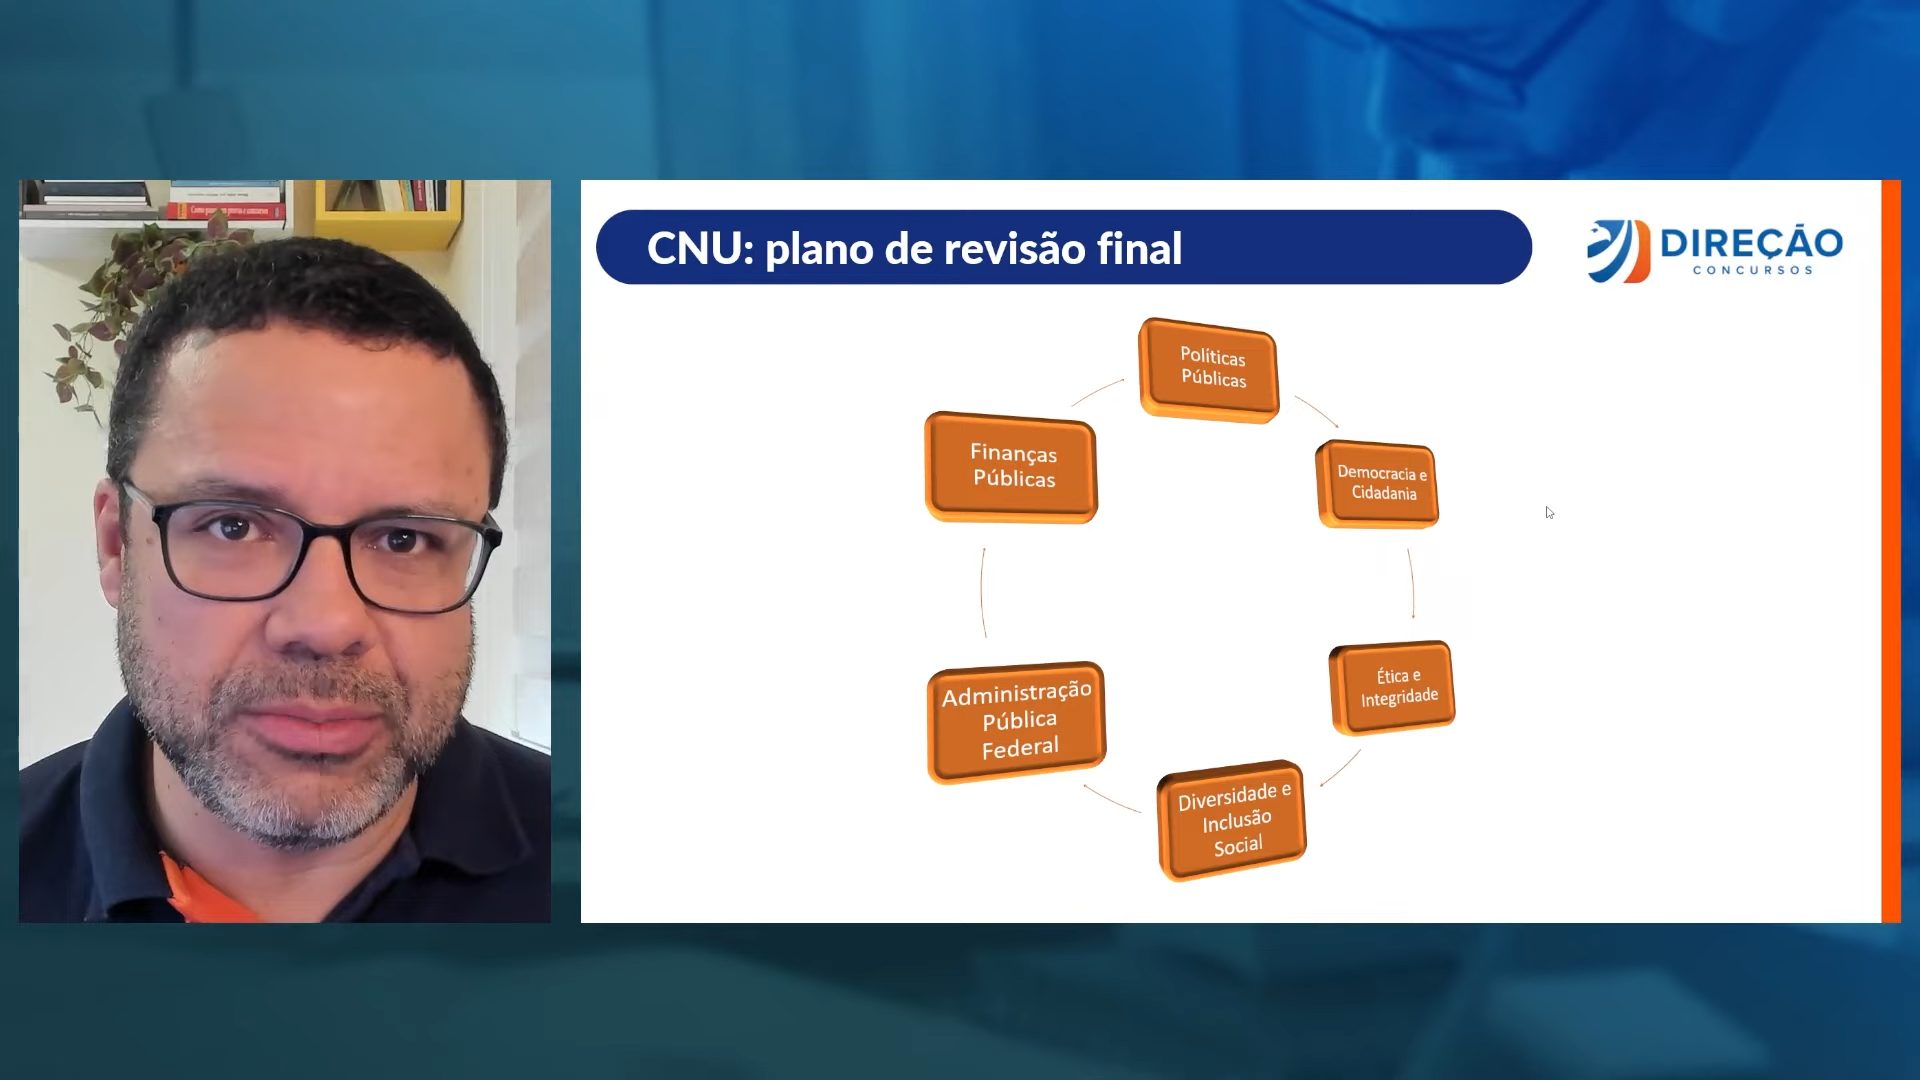 CNU: plano de revisão final
DIREÇÃO
CONCURSOS
Políticas
Públicas
Finanças
Públicas
Democracia e
Cidadania
Ética e
Integridade
Administração
Pública
Federal
Diversidade e
Inclusão
Social